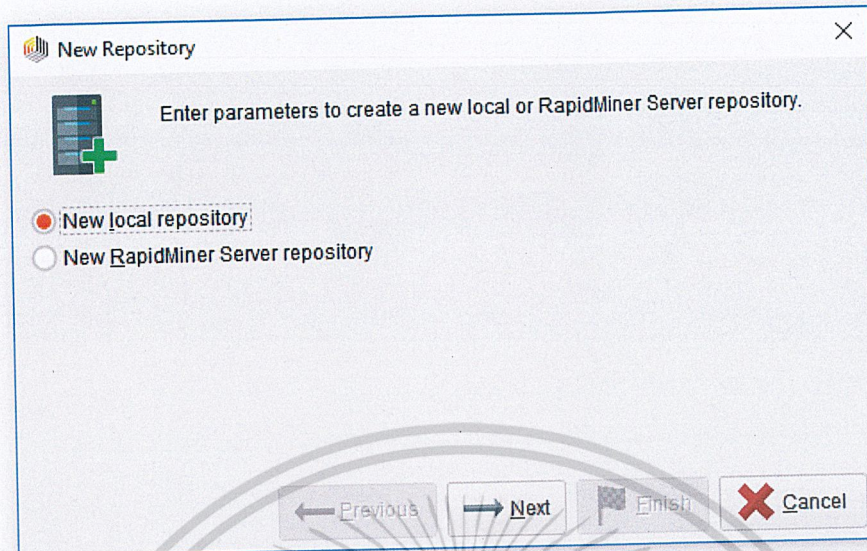 New Repository
Enter parameters to create a new local or RapidMiner Server repository.
New local repository
New RapidMiner Server repository
Previous
Next
Finish
Cancel